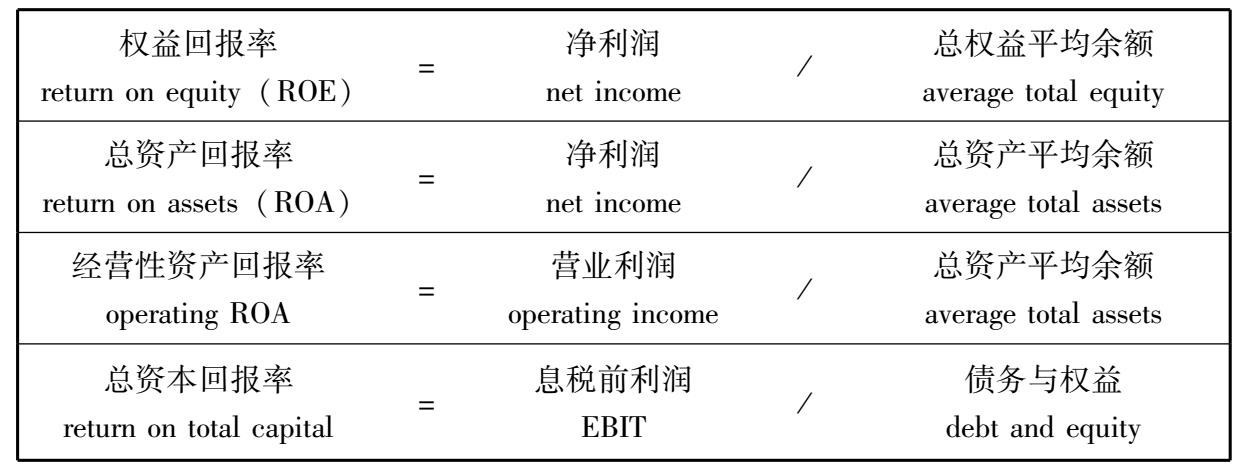 权益回报率 = 净利润 / 总权益平均余额
return on equity (ROE) net income average total equity
总资产回报率 = 净利润 / 总资产平均余额
return on assets (ROA) net income average total assets
经营性资产回报率 = 营业利润 / 总资产平均余额
operating ROA operating income average total assets
总资本回报率 = 息税前利润 / 债务与权益
return on total capital EBIT debt and equity